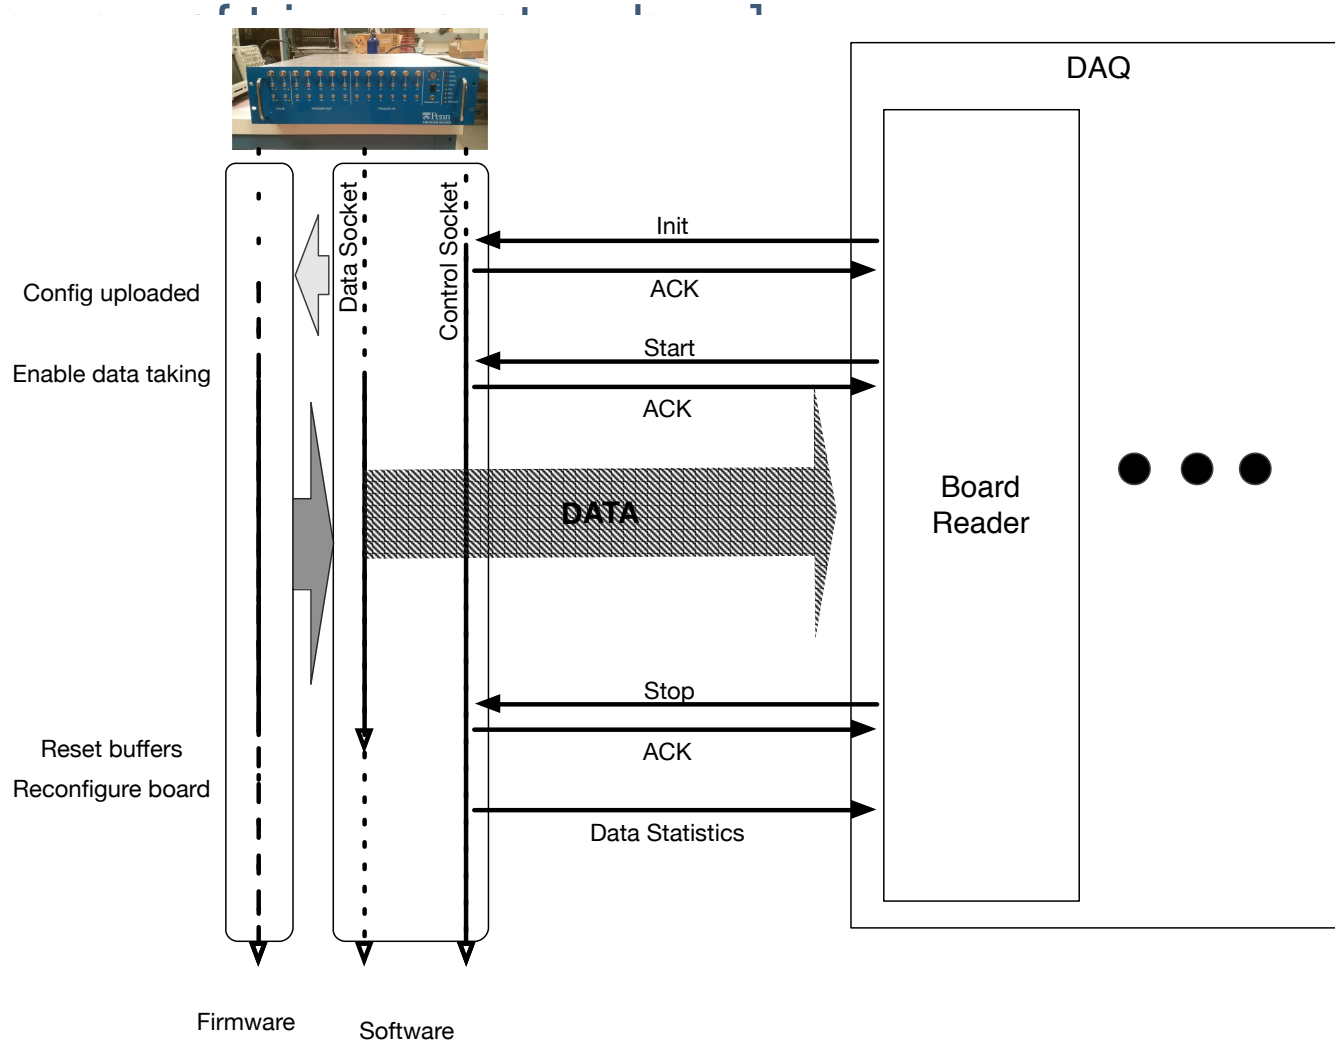 DAQ
Penn
Data Socket
Control Socket
Init
ACK
Config uploaded
Start
Enable data taking
ACK
DATA
Board
Reader
Stop
Reset buffers
ACK
Reconfigure board
Data Statistics
Firmware
Software